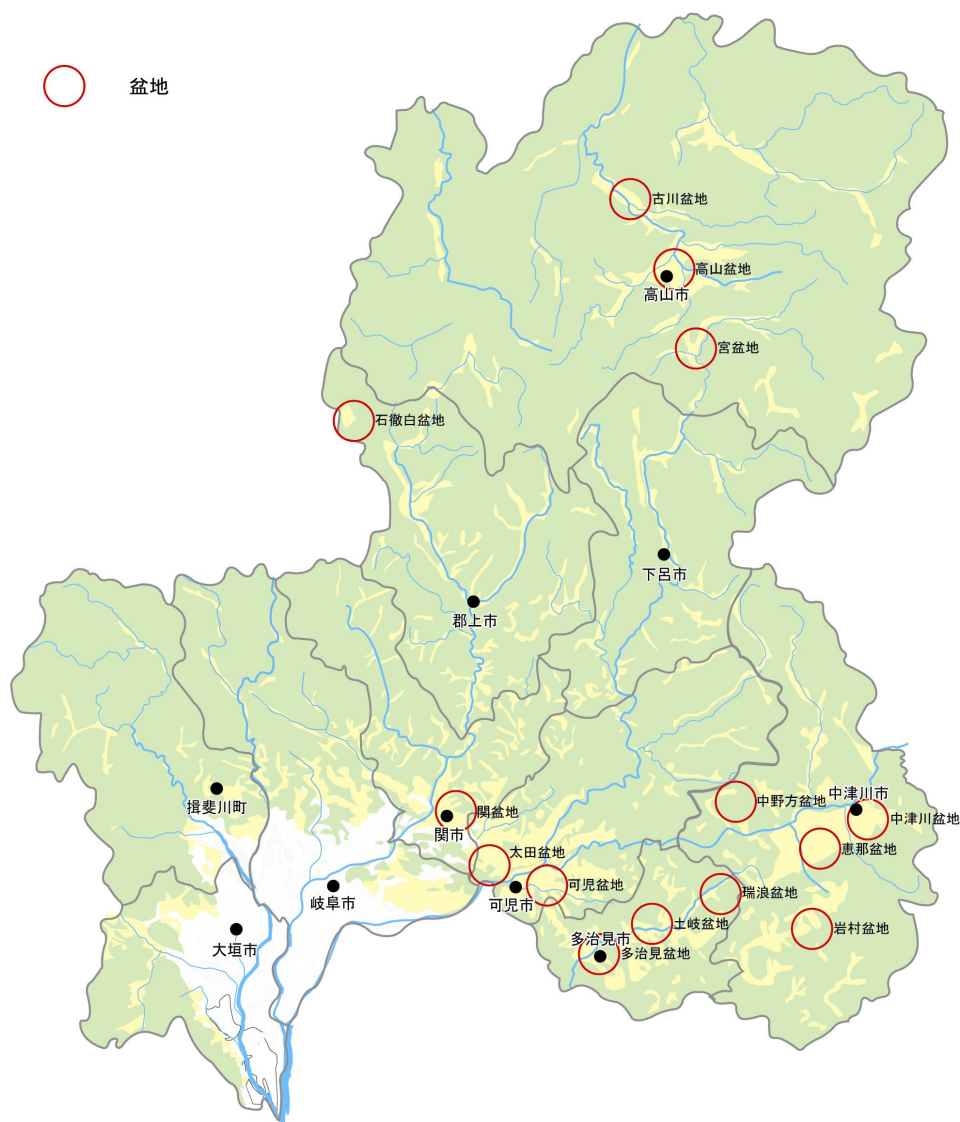 盆地
古川盆地
高山盆地
高山市
宮盆地
石徹白盆地
下呂市
郡上市
揖斐川町
中野方盆地
中津川市
中津川盆地
関盆地
関市
恵那盆地
太田盆地
可児盆地
可児市
岐阜市
瑞浪盆地
大垣市
土岐盆地
岩村盆地
多治見市
多治見盆地